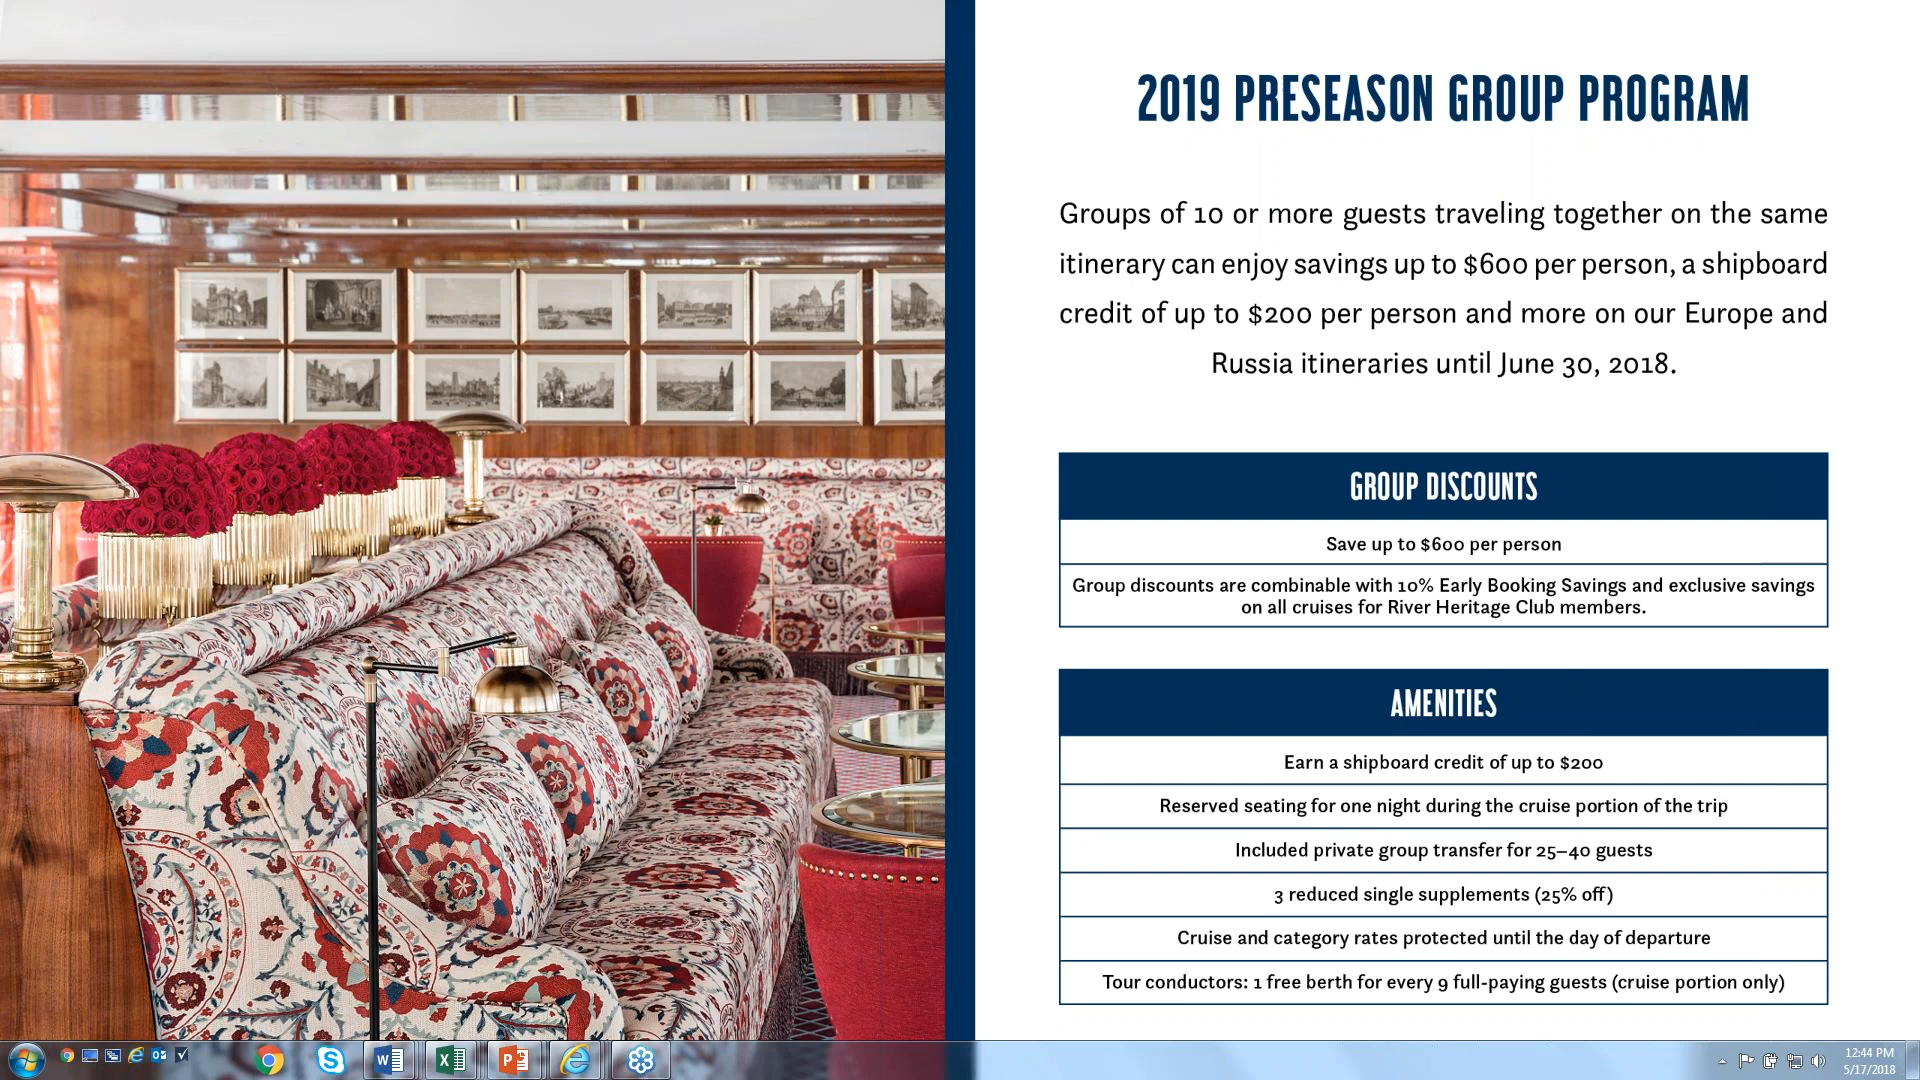 2019 PRESEASON GROUP PROGRAM
Groups of 10 or more guests traveling together on the same
itinerary can enjoy savings up to $600 per person, a shipboard
credit of up to $200 per person and more on our Europe and
Russia itineraries until June 30, 2018.
GROUP DISCOUNTS
Save up to $600 per person
Group discounts are combinable with 10% Early Booking Savings and exclusive savings
on all cruises for River Heritage Club members.
AMENITIES
Earn a shipboard credit of up to $200
Reserved seating for one night during the cruise portion of the trip
Included private group transfer for 25–40 guests
3 reduced single supplements (25% off)
Cruise and category rates protected until the day of departure
Tour conductors: 1 free berth for every 9 full-paying guests (cruise portion only)
12:44 PM
5/17/2018